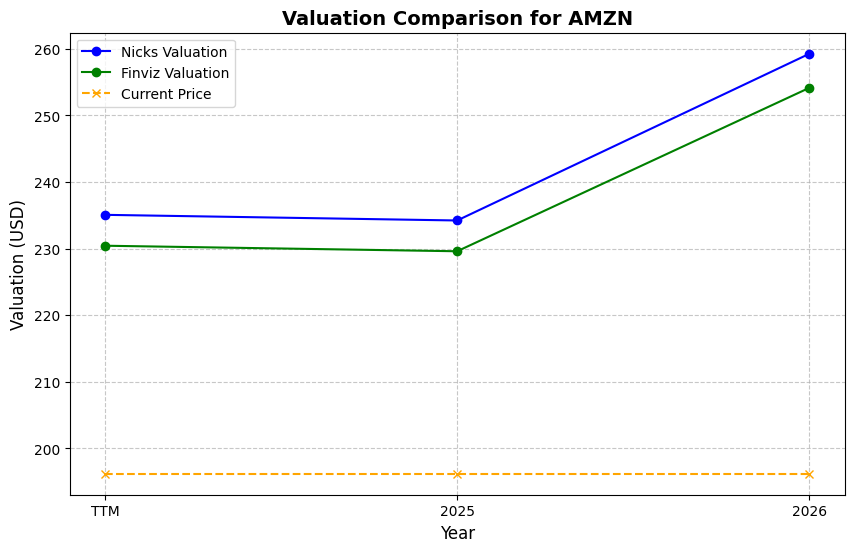 Valuation Comparison for AMZN
Nicks Valuation
Finviz Valuation
Current Price
Valuation (USD)
260
250
240
230
220
210
200
TTM
2025
2026
Year